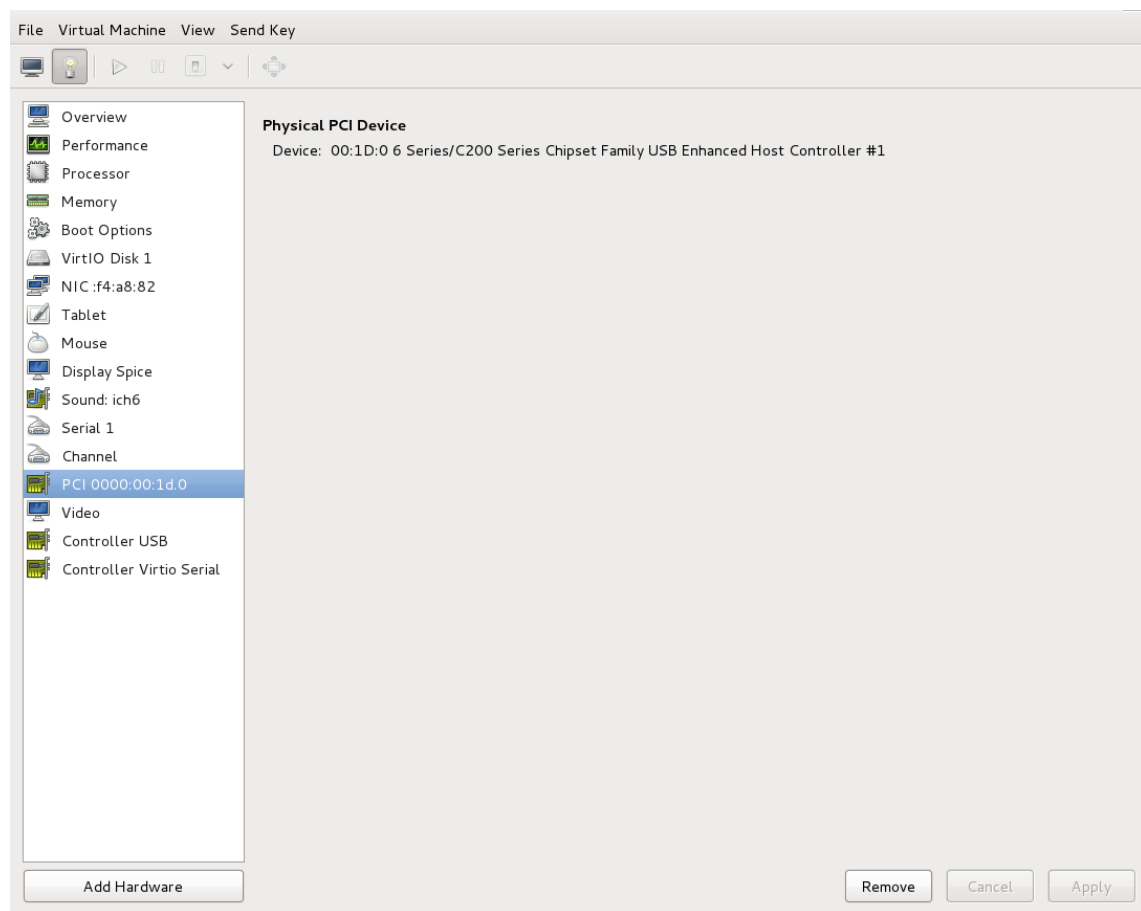 File Virtual Machine View Send Key
Overview
Performance
Processor
Memory
Boot Options
VirtIO Disk 1
NIC :f4:a8:82
Tablet
Mouse
Display Spice
Sound: ich6
Serial 1
Channel
PCI 0000:00:1d.0
Video
Controller USB
Controller Virtio Serial
Add Hardware
Physical PCI Device
Device: 00:1D:0 6 Series/C200 Series Chipset Family USB Enhanced Host Controller #1
Remove Cancel Apply